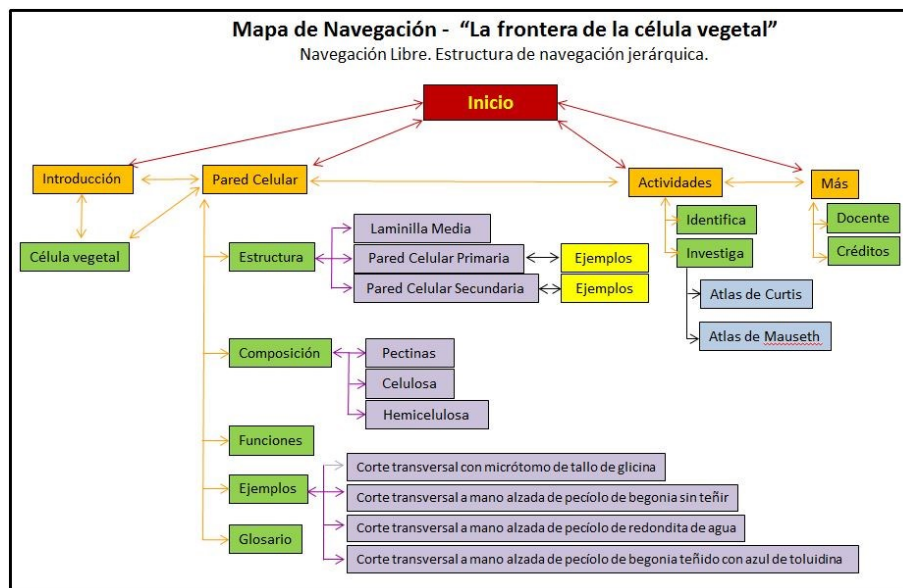 Mapa de Navegación - “La frontera de la célula vegetal”
Navegación Libre. Estructura de navegación jerárquica.
Inicio
Introducción
Pared Celular
Actividades
Más
Célula vegetal
Identifica
Investiga
Atlas de Curtis
Atlas de Mauseth
Docente
Créditos
Estructura
Laminilla Media
Pared Celular Primaria
Ejemplos
Pared Celular Secundaria
Ejemplos
Composición
Pectinas
Celulosa
Hemicelulosa
Funciones
Ejemplos
Corte transversal con micrótomo de tallo de glicina
Corte transversal a mano alzada de pecíolo de begonia sin teñir
Corte transversal a mano alzada de pecíolo de redondita de agua
Corte transversal a mano alzada de pecíolo de begonia teñido con azul de toluidina
Glosario